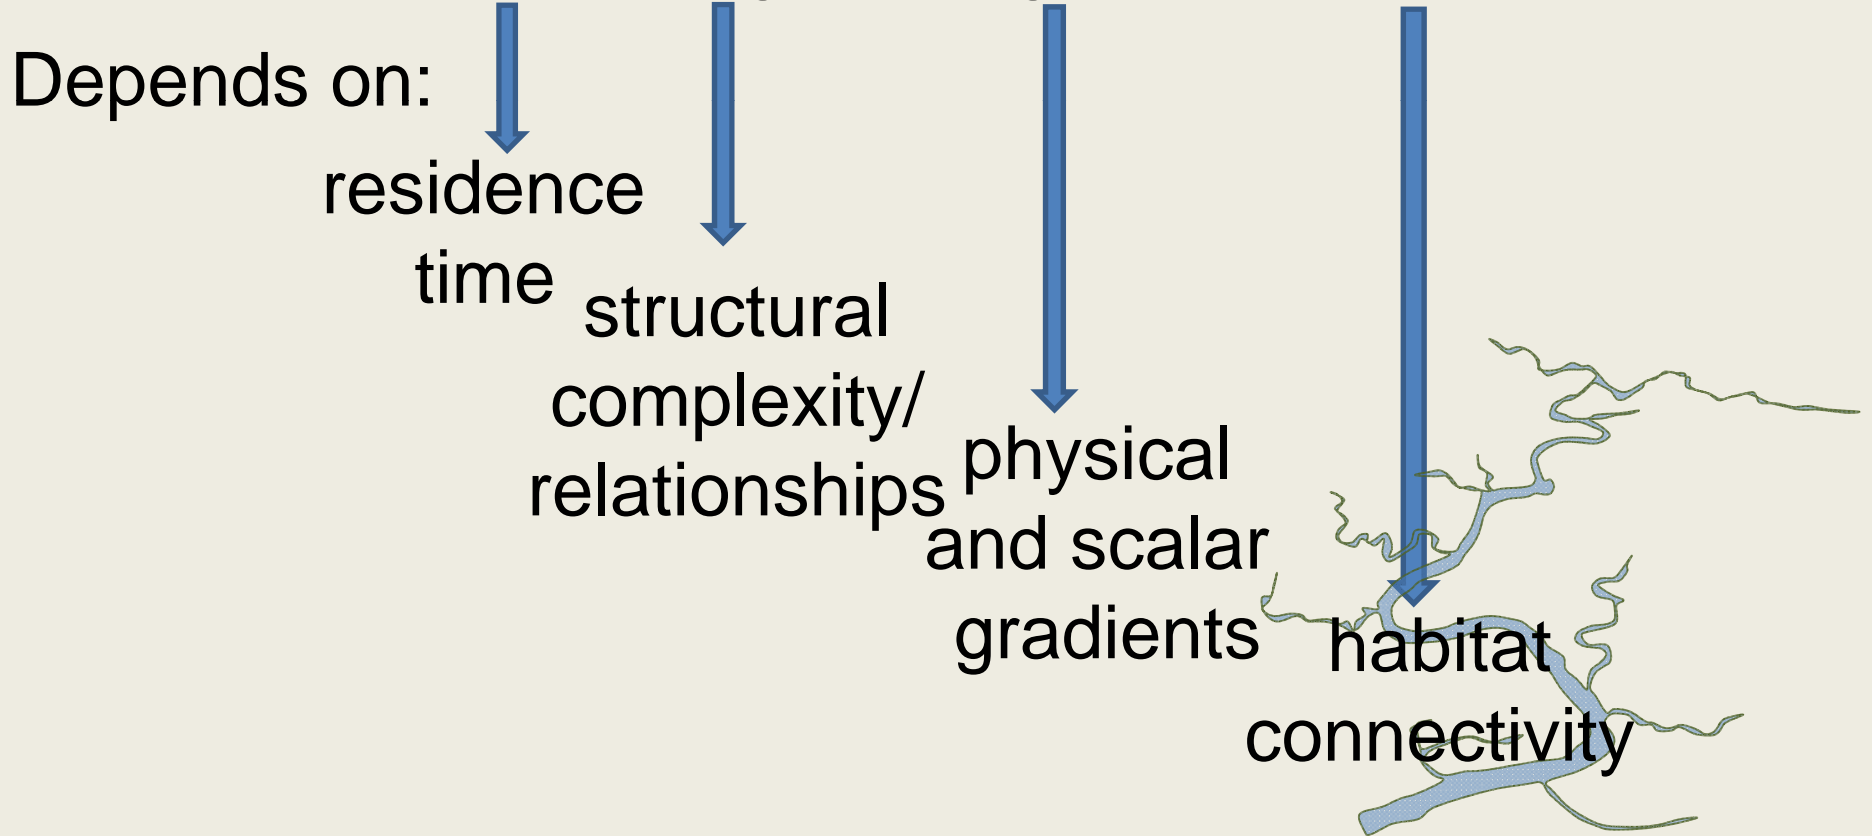 Depends on:
residence
time
structural
complexity/
relationships
physical
and scalar
gradients
habitat
connectivity